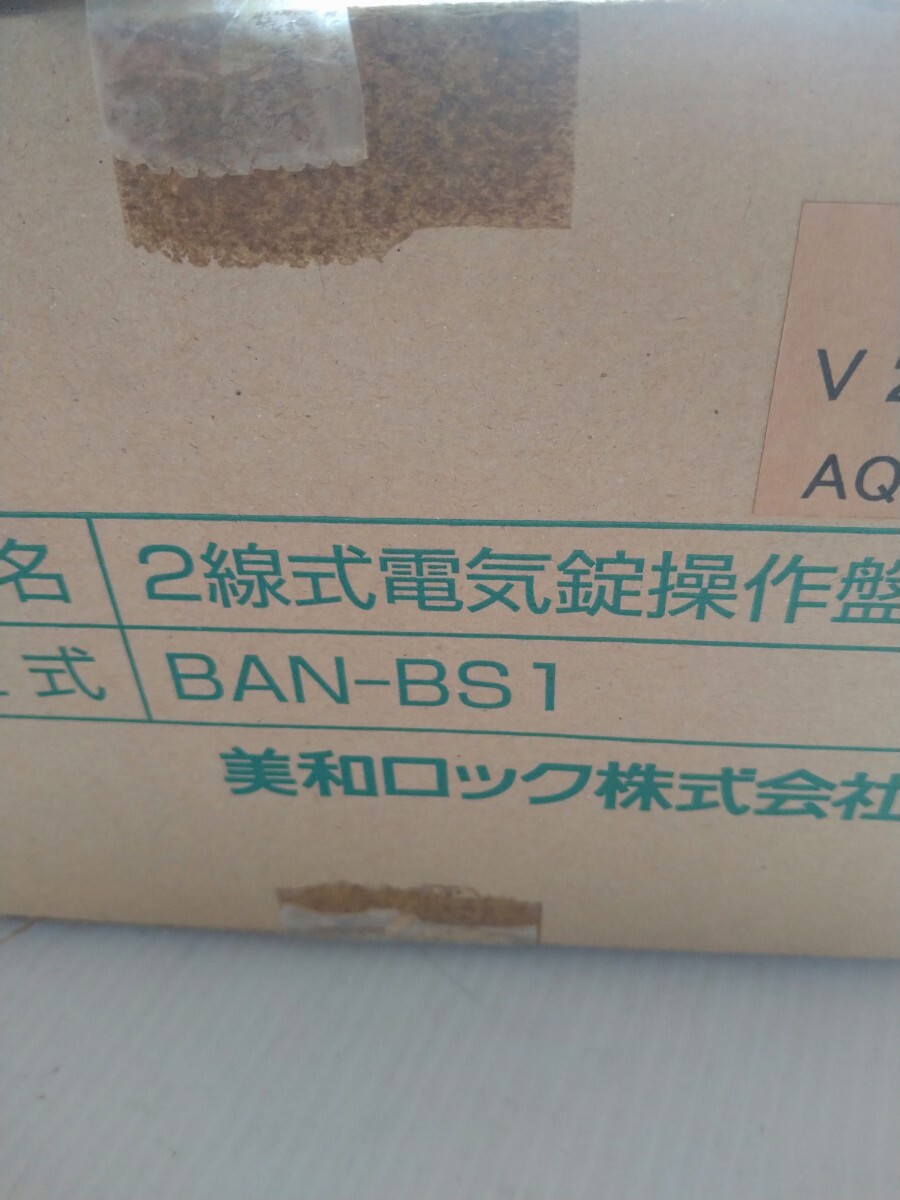 V 2
AQ
名 2線式電気錠操作盤
式 BAN-BS1
美和ロック株式会社